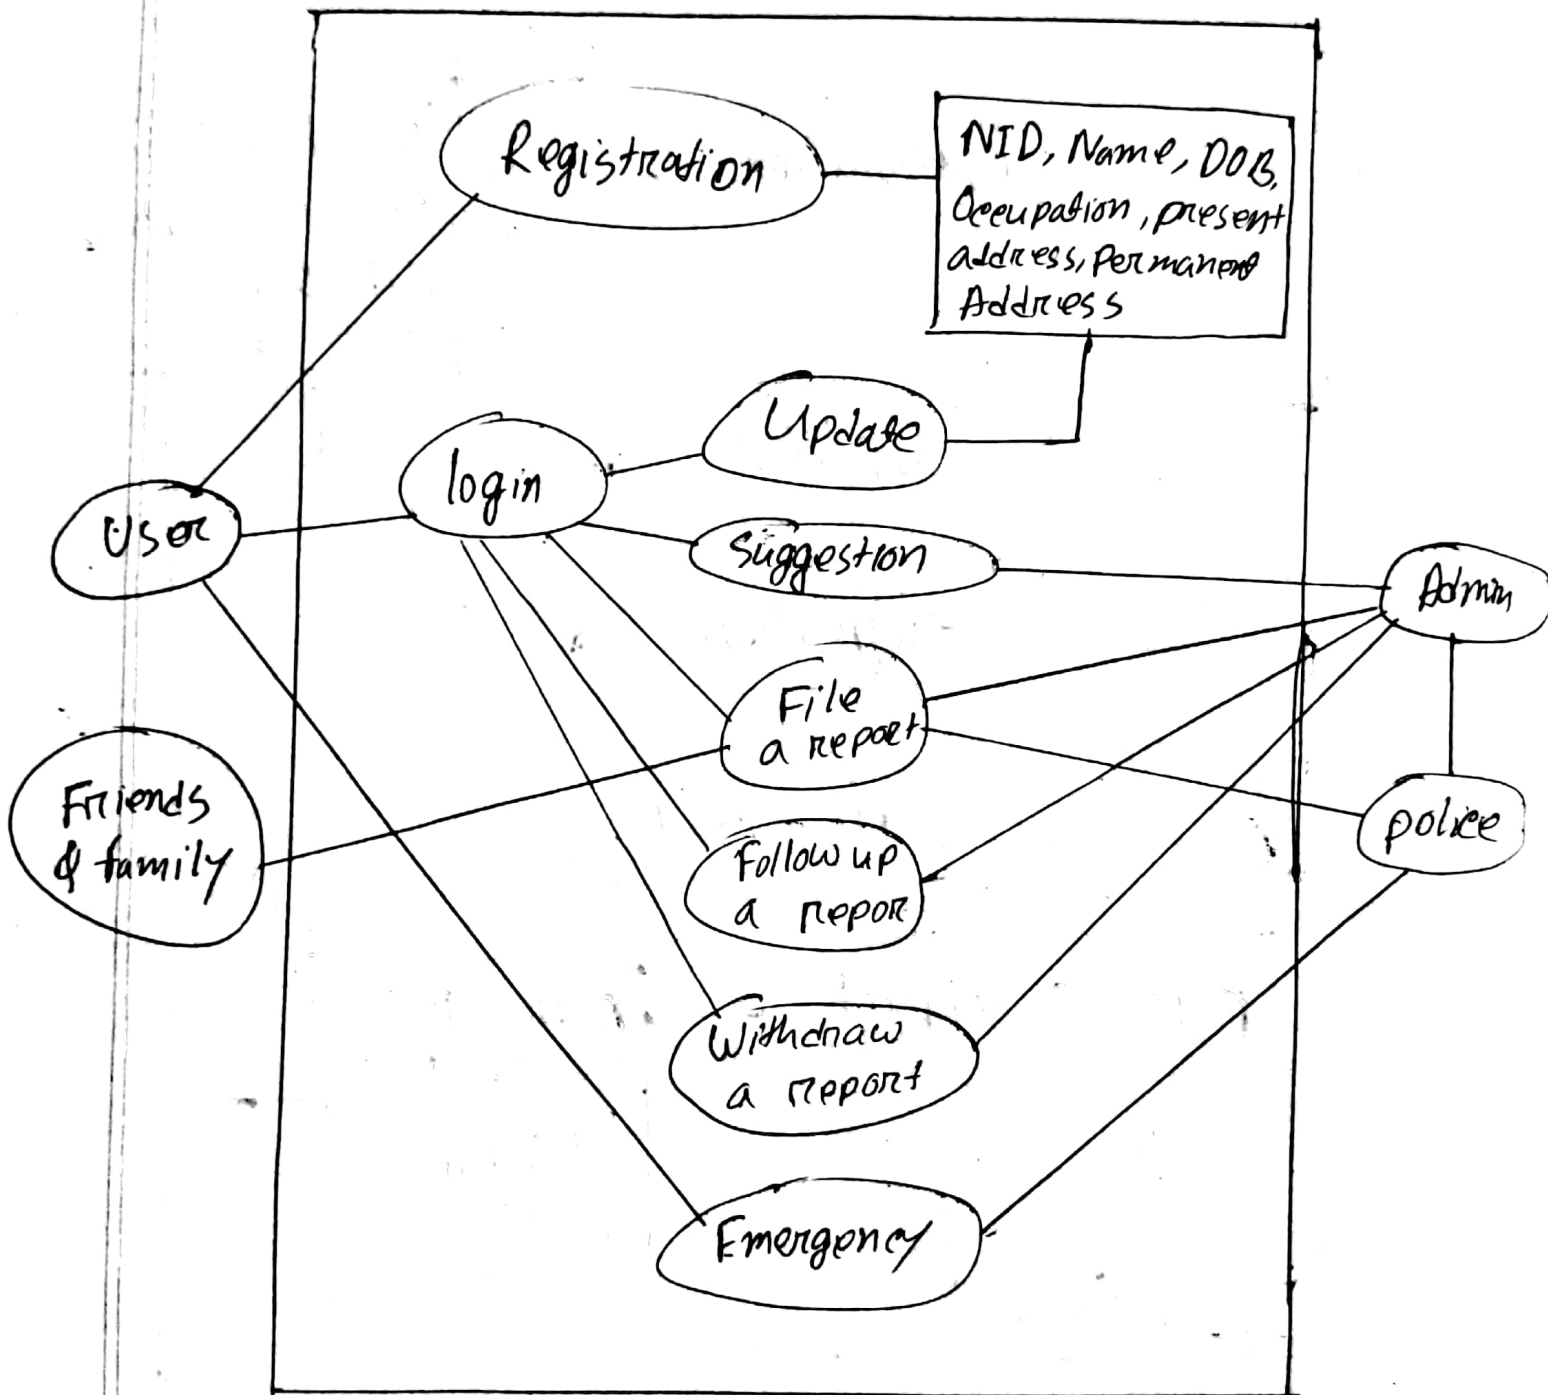 Registration
NID, Name, DOB,
Occupation, present
address, permanent
Address
Update
login
User
Suggestion
Admin
File
a report
Friends
& family
police
Follow up
a repor
Withdraw
a report
Emergency